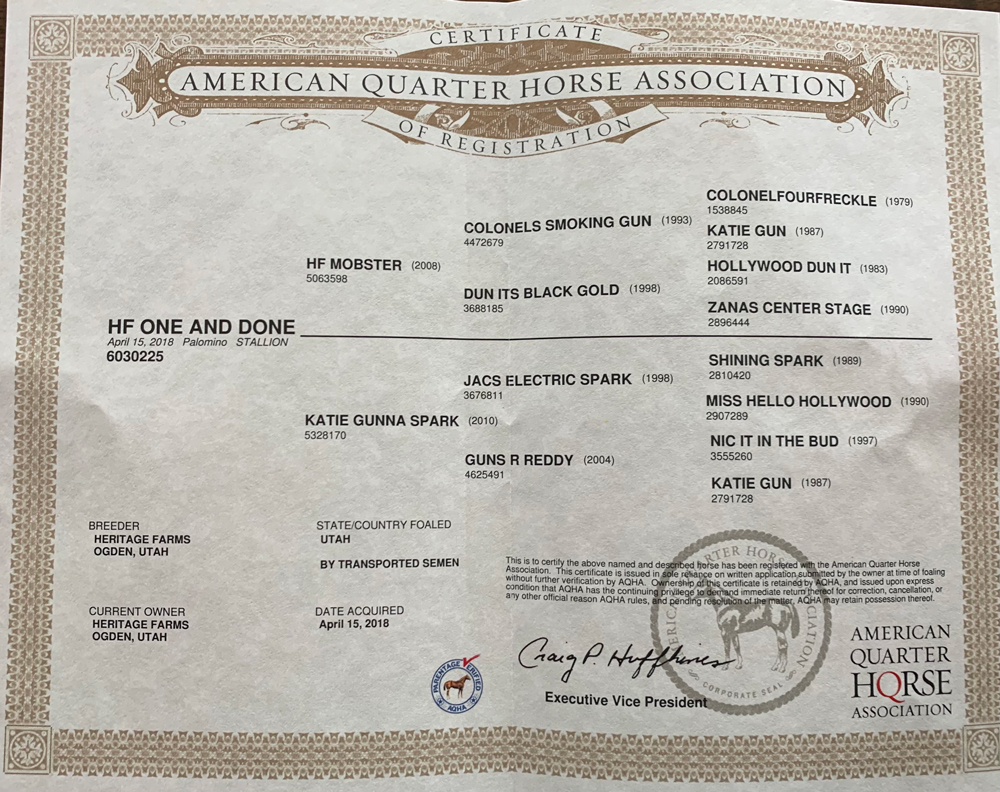 CERTIFICATE
AMERICAN QUARTER HORSE ASSOCIATION
OF REGISTRATION
COLONELFOURFRECKLE (1979)
1538845
COLONELS SMOKING GUN (1993)
4472679
KATIE GUN (1987)
2791728
HF MOBSTER (2008)
5063598
HOLLYWOOD DUN IT (1983)
2086591
DUN ITS BLACK GOLD (1998)
3688185
ZANAS CENTER STAGE (1990)
2896444
HF ONE AND DONE
April 15, 2018 Palomino STALLION
6030225
SHINING SPARK (1989)
2810420
JACS ELECTRIC SPARK (1998)
3676811
MISS HELLO HOLLYWOOD (1990)
2907289
KATIE GUNNA SPARK (2010)
5328170
NIC IT IN THE BUD (1997)
3555260
GUNS R REDDY (2004)
4625491
KATIE GUN (1987)
2791728
BREEDER
HERITAGE FARMS
OGDEN, UTAH
STATE/COUNTRY FOALED
UTAH
BY TRANSPORTED SEMEN
CURRENT OWNER
HERITAGE FARMS
OGDEN, UTAH
DATE ACQUIRED
April 15, 2018
This is to certify the above named and described horse has been registered with the American Quarter Horse
Association. This certificate is issued in sole reliance on written application submitted by the owner at time of foaling
without further verification by AQHA. Ownership of this certificate is retained by AQHA, and issued upon express
condition that AQHA has the continuing privilege to demand immediate return thereof for correction, cancellation, or
any other official reason AQHA rules, and pending resolution of the matter, AQHA may retain possession thereof.
Craig P. Huffhines
Executive Vice President
PARENTAGE VERIFIED
AQHA
AMERICAN QUARTER HORSE ASSOCIATION
CORPORATE SEAL
AMERICAN
QUARTER
HORSE
ASSOCIATION